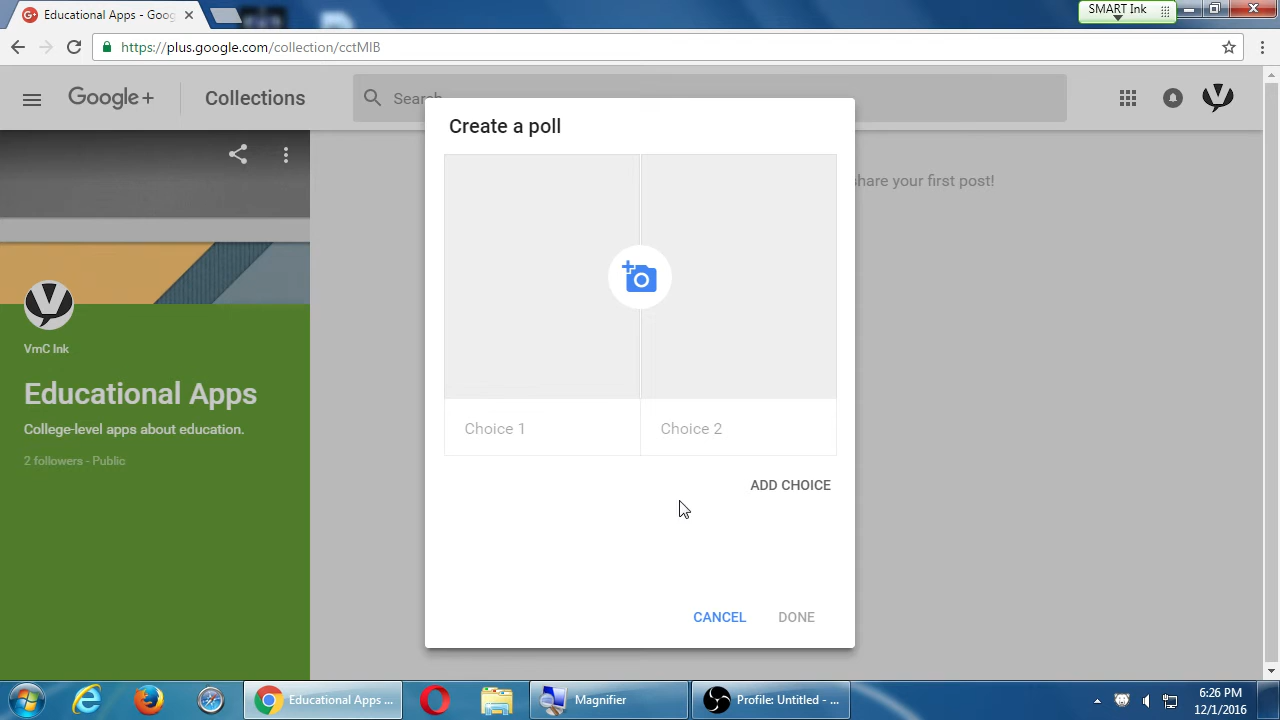 Educational Apps - Goog
SMART Ink
https://plus.google.com/collection/cctMIB
Google+
Collections
Search
Create a poll
share your first post!
Choice 1
Choice 2
ADD CHOICE
CANCEL
DONE
VmC Ink
Educational Apps
College-level apps about education.
2 followers - Public
Educational Apps ...
Magnifier
Profile: Untitled - ...
6:26 PM
12/1/2016